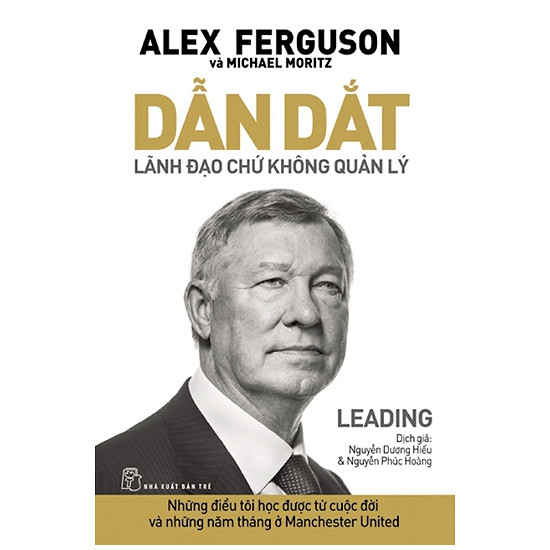 ALEX FERGUSON
và MICHAEL MORITZ
DẪN DẮT
LÃNH ĐẠO CHỨ KHÔNG QUẢN LÝ
LEADING
Dịch giả:
Nguyễn Dương Hiếu
& Nguyễn Phúc Hoàng
NHÀ XUẤT BẢN TRẺ
Những điều tôi học được từ cuộc đời
và những năm tháng ở Manchester United